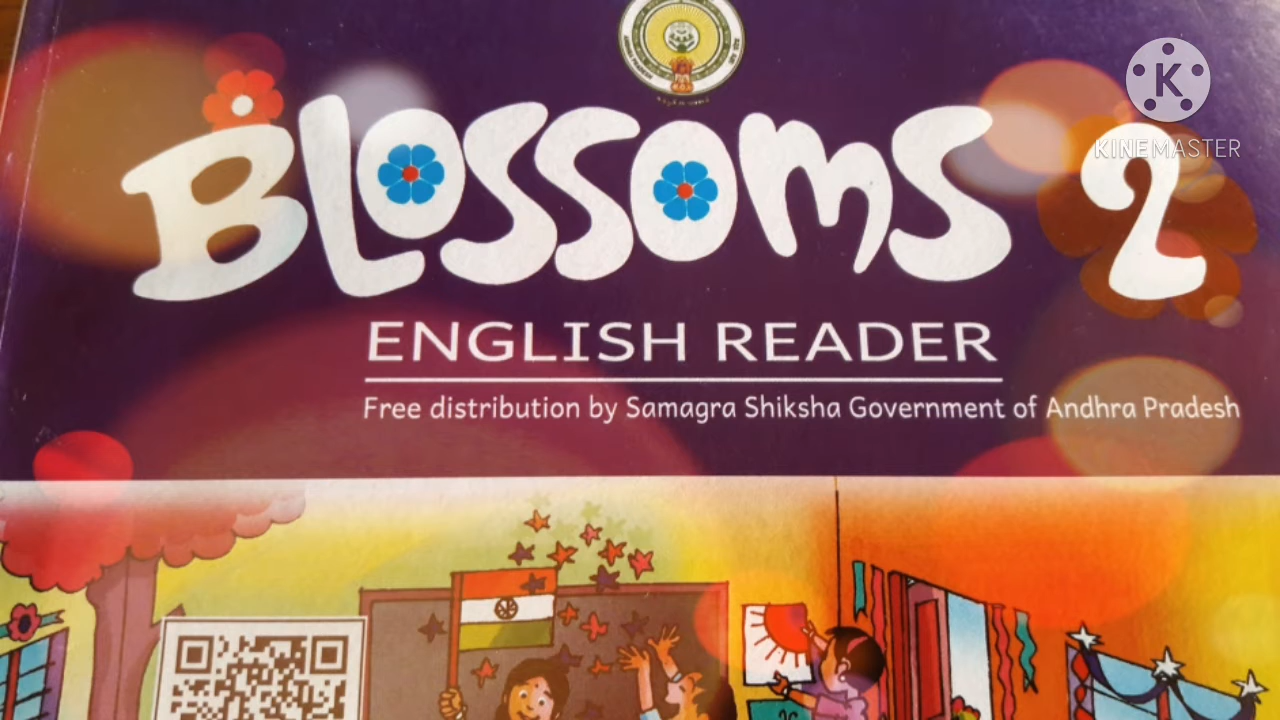 K
KINEMASTER
BLOSSOMS 2
ENGLISH READER
Free distribution by Samagra Shiksha Government of Andhra Pradesh